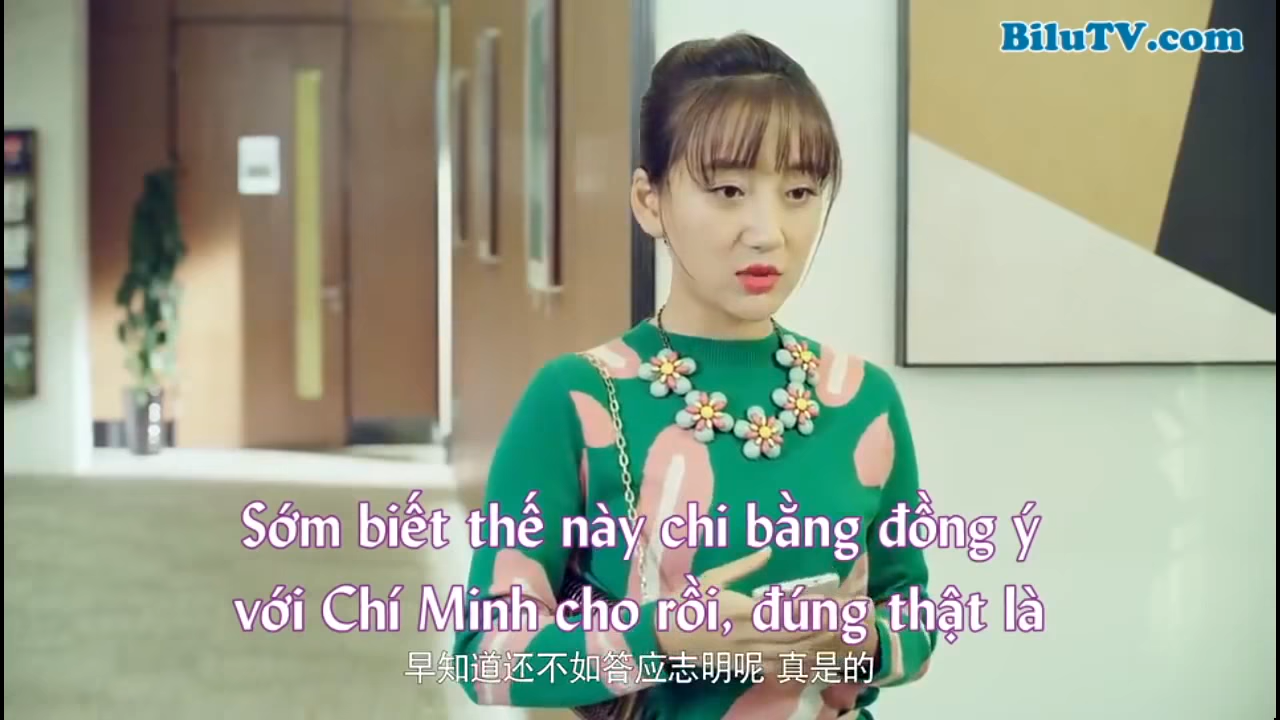 BiluTV.com
Sớm biết thế này chi bằng đồng ý
với Chí Minh cho rồi, đúng thật là
早知道还不如答应志明呢 真是的